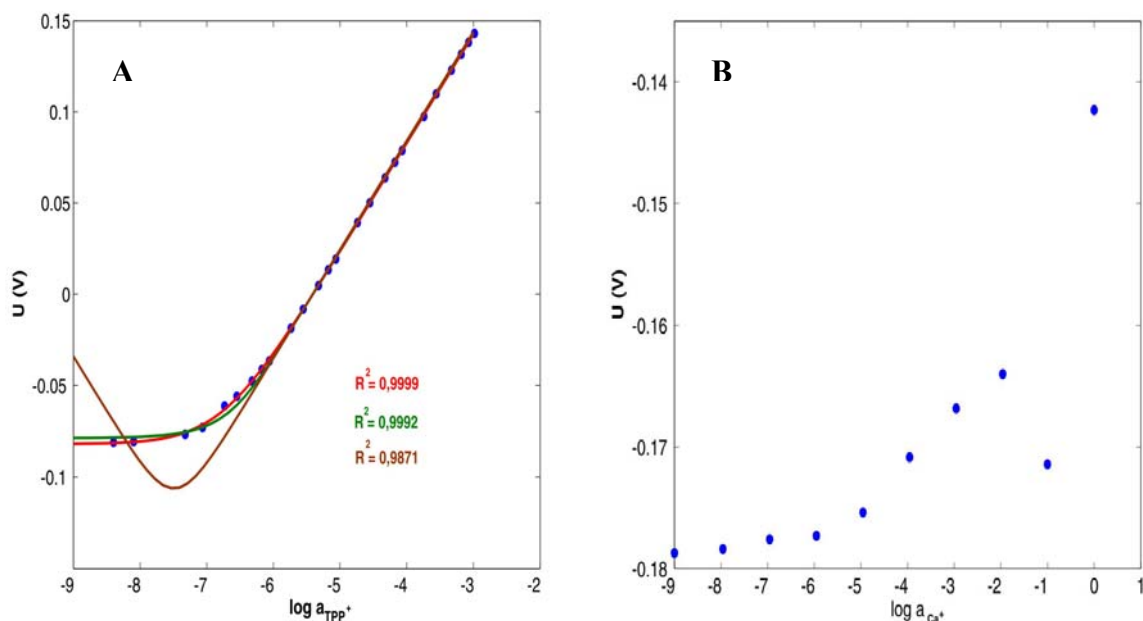 A
U (V)
0.15
0.1
0.05
0
-0.05
-0.1
R² = 0,9999
R² = 0,9992
R² = 0,9871
-9 -8 -7 -6 -5 -4 -3 -2
log a TPP⁺
B
U (V)
-0.14
-0.15
-0.16
-0.17
-0.18
-9 -8 -7 -6 -5 -4 -3 -2 -1 0 1
log a Ca⁺